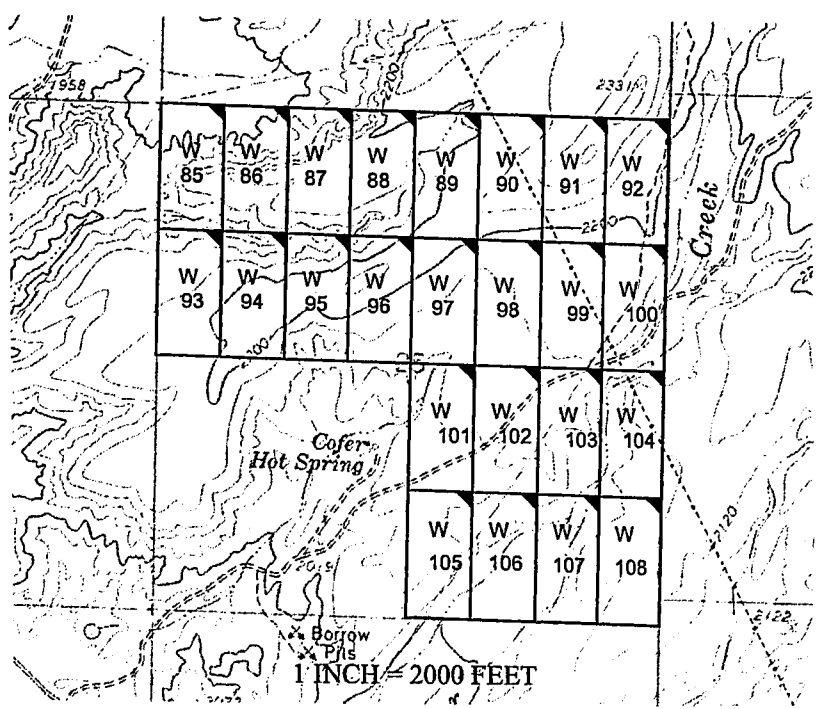 1958
2200
2331
W 85
W 86
W 87
W 88
W 89
W 90
W 91
W 92
2200
Creek
W 93
W 94
W 95
W 96
W 97
W 98
W 99
W 100
W 101
W 102
W 103
W 104
Cofer
Hot Spring
W 105
W 106
W 107
W 108
2120
2122
Borrow
Pits
1 INCH = 2000 FEET